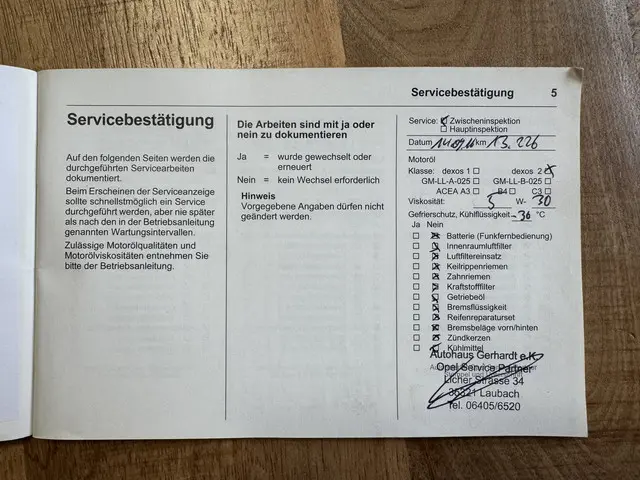 Servicebestätigung 5
Servicebestätigung
Auf den folgenden Seiten werden die
durchgeführten Servicearbeiten
dokumentiert.
Beim Erscheinen der Serviceanzeige
sollte schnellstmöglich ein Service
durchgeführt werden, aber nie später
als nach den in der Betriebsanleitung
genannten Wartungsintervallen.
Zulässige Motorölqualitäten und
Motorölviskositäten entnehmen Sie
bitte der Betriebsanleitung.
Die Arbeiten sind mit ja oder
nein zu dokumentieren
Ja = wurde gewechselt oder
erneuert
Nein = kein Wechsel erforderlich
Hinweis
Vorgegebene Angaben dürfen nicht
geändert werden.
Service: Zwischeninspektion
Hauptinspektion
Datum km 13.226
Motoröl
Klasse: dexos 1 dexos 2
GM-LL-A-025 GM-LL-B-025
ACEA A3 B4 C3
Viskosität: 5 W- 30
Gefrierschutz, Kühlflüssigkeit -36 °C
Ja Nein
Batterie (Funkfernbedienung)
Innenraumluftfilter
Luftfiltereinsatz
Keilrippenriemen
Zahnriemen
Kraftstofffilter
Getriebeöl
Bremsflüssigkeit
Reifenreparaturset
Bremsbeläge vorn/hinten
Zündkerzen
Kühlmittel
Autohaus Gerhardt e.K.
Opel Service Partner
Licher Strasse 34
35321 Laubach
Tel. 06405/6520